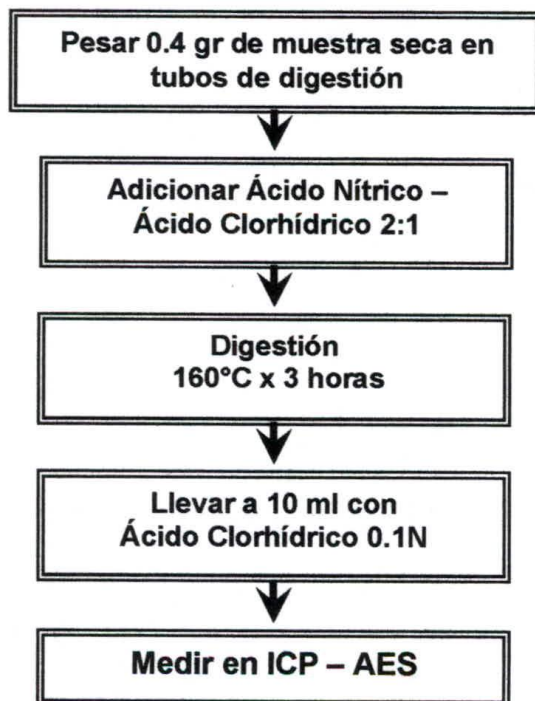 Pesar 0.4 gr de muestra seca en
tubos de digestión
Adicionar Ácido Nítrico –
Ácido Clorhídrico 2:1
Digestión
160°C x 3 horas
Llevar a 10 ml con
Ácido Clorhídrico 0.1N
Medir en ICP – AES